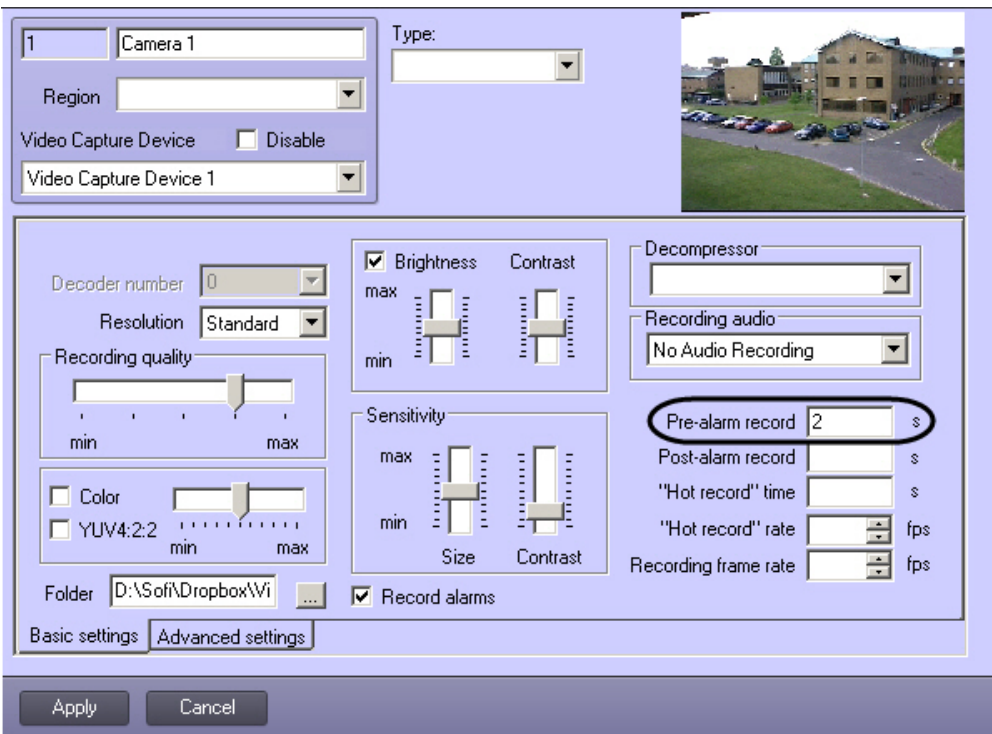 1
Camera 1
Type:
Region
Video Capture Device
Disable
Video Capture Device 1
Decoder number
0
Resolution
Standard
Recording quality
min
max
Color
YUV4:2:2
min
max
Folder
D:\Sofi\Dropbox\Vi
...
Brightness
Contrast
max
min
Sensitivity
max
min
Size
Contrast
Record alarms
Decompressor
Recording audio
No Audio Recording
Pre-alarm record
2
s
Post-alarm record
s
"Hot record" time
s
"Hot record" rate
fps
Recording frame rate
fps
Basic settings
Advanced settings
Apply
Cancel